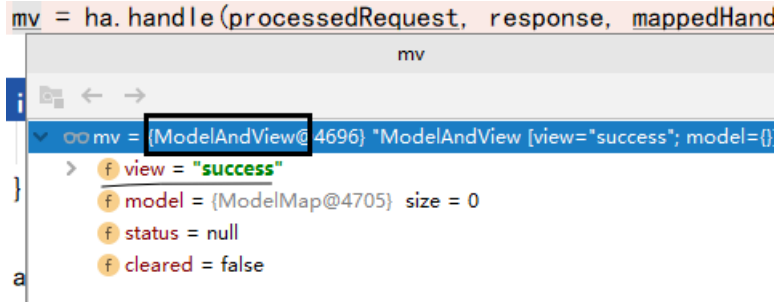 mv = ha.handle(processedRequest, response, mappedHand
mv
i
mv = {ModelAndView@4696} "ModelAndView [view="success"; model={}]
f view = "success"
}
f model = {ModelMap@4705} size = 0
f status = null
f cleared = false
a